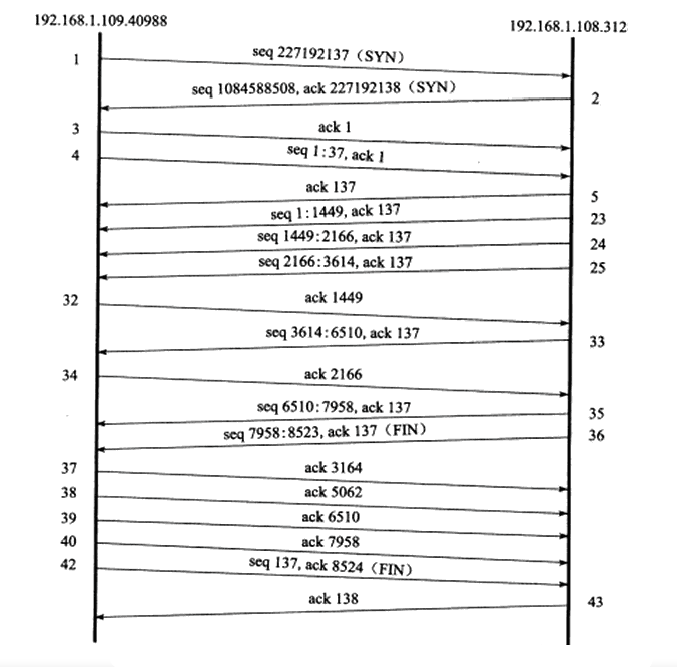 192.168.1.109.40988
192.168.1.108.312
1
seq 227192137（SYN）
seq 1084588508, ack 227192138（SYN）
2
3
ack 1
4
seq 1:37, ack 1
ack 137
5
seq 1:1449, ack 137
23
seq 1449:2166, ack 137
24
seq 2166:3614, ack 137
25
32
ack 1449
seq 3614:6510, ack 137
33
34
ack 2166
seq 6510:7958, ack 137
35
seq 7958:8523, ack 137 (FIN)
36
37
ack 3164
38
ack 5062
39
ack 6510
40
ack 7958
42
seq 137, ack 8524（FIN）
ack 138
43